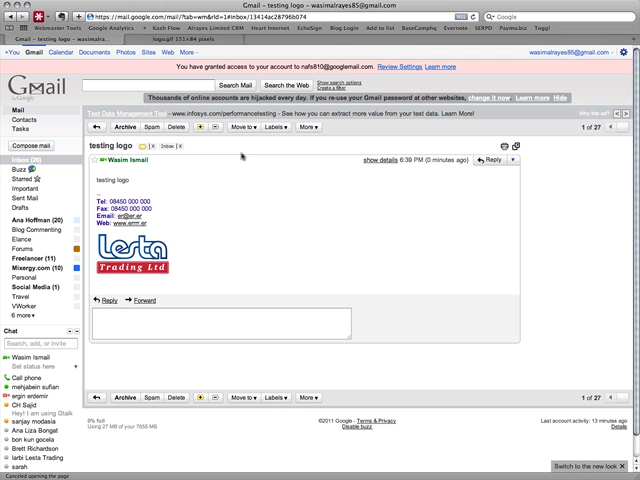 Gmail – testing logo – wasimalrayes85@gmail.com
https://mail.google.com/mail/?tab=wm&rld=1#inbox/13414ac28796b074
RSS
Google
Webmaster Tools
Google Analytics
Kash Flow
Alrayes Limited CRM
Internet Heart
EchoSign
Blog Login
Add to list
BaseCamphq
Evernote
SERPD
Paymo.biz
Toggl
Gmail – testing logo – wasimalra...
logo.gif 151×84 pixels
+You Gmail Calendar Documents Photos Sites Web More
wasimalrayes85@gmail.com
You have granted access to your account to nafs810@googlemail.com. Review Settings Learn more
Gmail
by Google
Search Mail
Search the Web
Show search options
Create a filter
Thousands of online accounts are hijacked every day. If you re-use your Gmail password at other websites, change it now Learn more Hide
Mail
Contacts
Tasks
Test Data Management Tool - www.infosys.com/performancetesting - See how you can extract more value from your test data. Learn More!
Why this ad?
Archive Spam Delete Move to Labels More
1 of 27
Compose mail
testing logo
Inbox X
Wasim Ismail
show details 6:39 PM (0 minutes ago)
Reply
Inbox (26)
Buzz
Starred
Important
Sent Mail
Drafts
Ana Hoffman (20)
Blog Commenting
Elance
Forums
Freelancer (11)
Mixergy.com (10)
Personal
Social Media (1)
Travel
VWorker
6 more
testing logo
--
Tel: 08450 000 000
Fax: 08450 000 000
Email: er@er.er
Web: www.errrr.er
Lesta
Trading Ltd
Reply Forward
Chat
Search, add, or invite
Wasim Ismail
Set status here
Call phone
mehjabein sufian
ergin erdemir
CH Sajid
Hey! I am using Gtalk
sanjay modasia
Ana Liza Bongat
bon kun gocela
Brett Richardson
Iarbi Lesta Trading
sarah
Archive Spam Delete Move to Labels More
1 of 27
0% full
Using 27 MB of your 7655 MB
©2011 Google - Terms & Privacy
Disable buzz
Last account activity: 13 minutes ago
Details
Switch to the new look X
Canceled opening the page